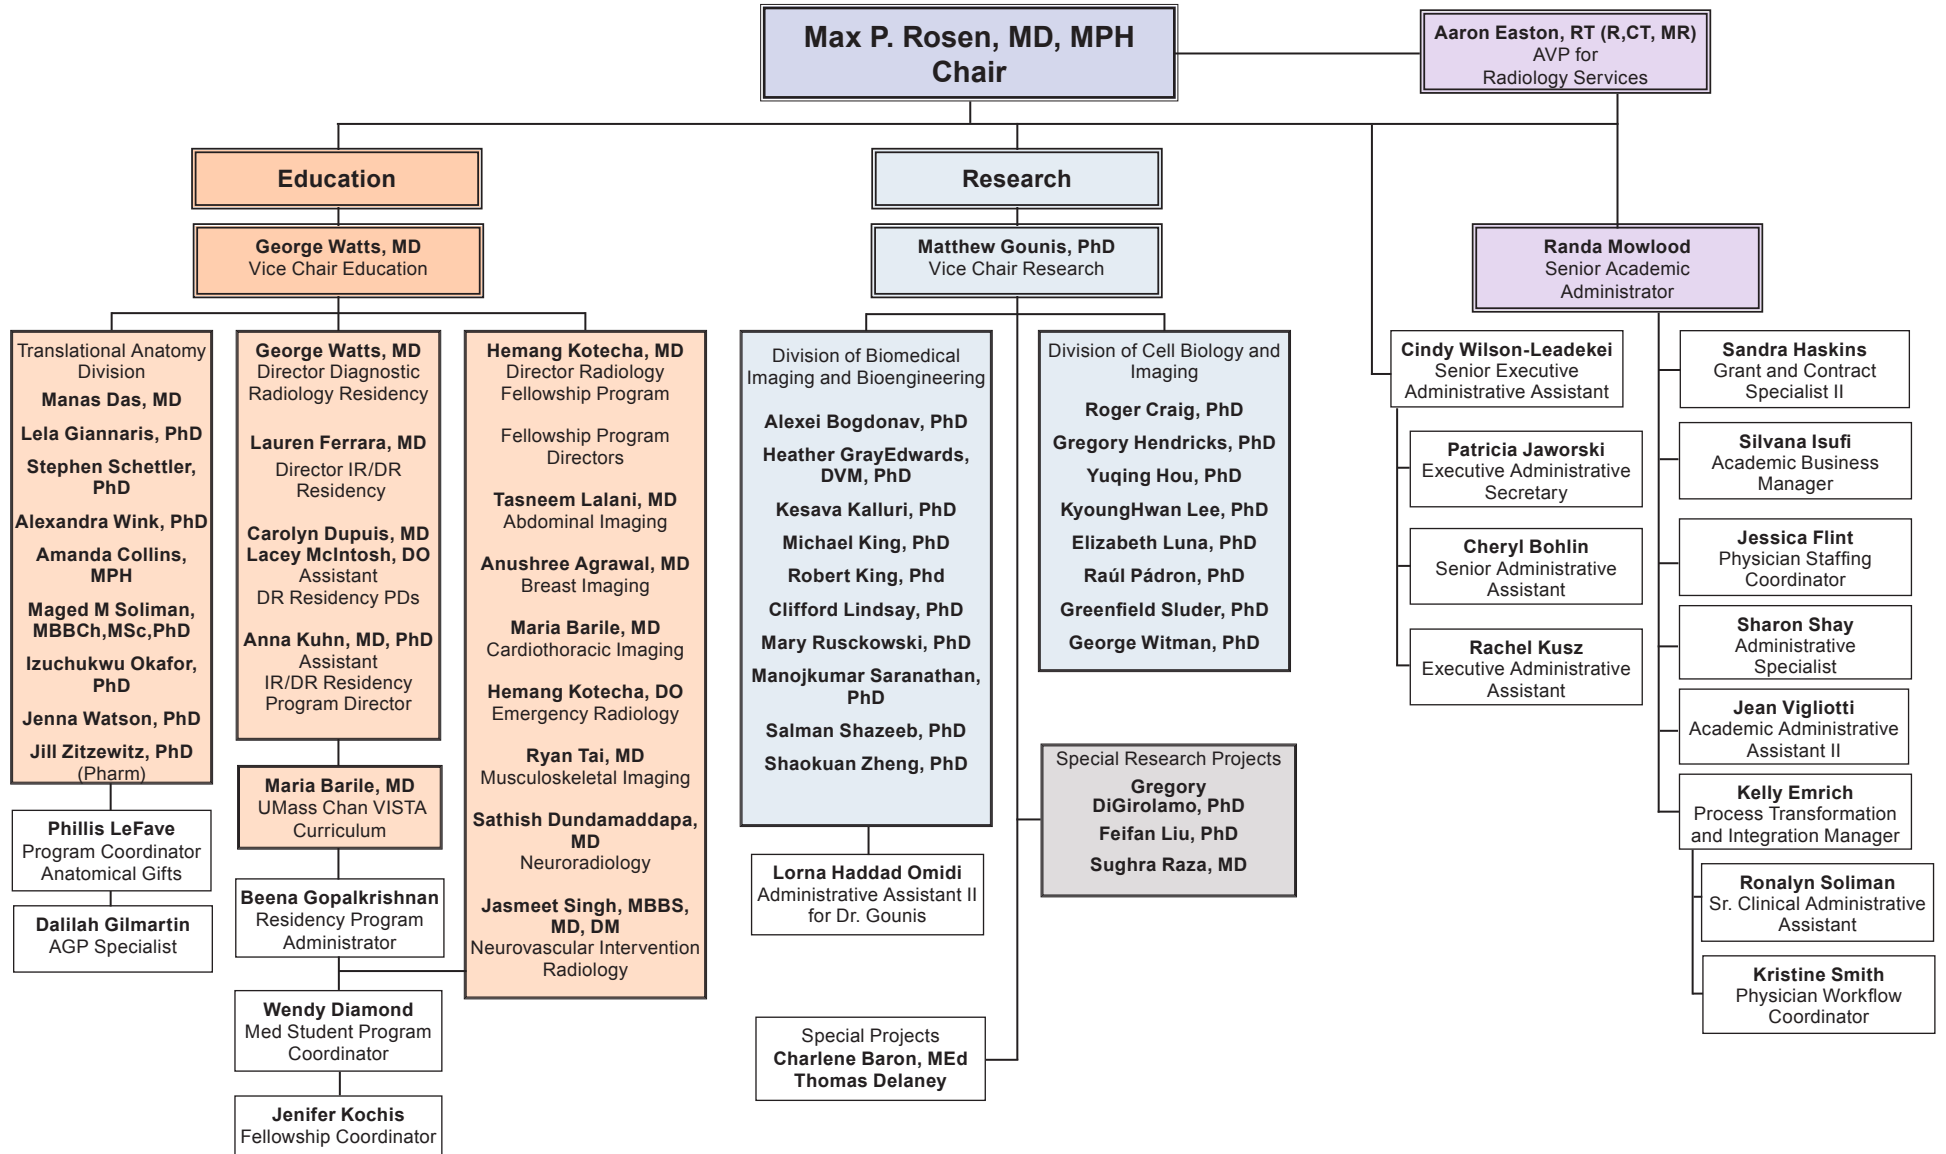 Max P. Rosen, MD, MPH
Chair
Aaron Easton, RT (R,CT, MR)
AVP for
Radiology Services
Education
George Watts, MD
Vice Chair Education
Translational Anatomy
Division
Manas Das, MD
Lela Giannaris, PhD
Stephen Schettler,
PhD
Alexandra Wink, PhD
Amanda Collins,
MPH
Maged M Soliman,
MBBCh,MSc,PhD
Izuchukwu Okafor,
PhD
Jenna Watson, PhD
Jill Zitzewitz, PhD
(Pharm)
Phillis LeFave
Program Coordinator
Anatomical Gifts
Dalilah Gilmartin
AGP Specialist
George Watts, MD
Director Diagnostic
Radiology Residency
Lauren Ferrara, MD
Director IR/DR
Residency
Carolyn Dupuis, MD
Lacey McIntosh, DO
Assistant
DR Residency PDs
Anna Kuhn, MD, PhD
Assistant
IR/DR Residency
Program Director
Maria Barile, MD
UMass Chan VISTA
Curriculum
Beena Gopalkrishnan
Residency Program
Administrator
Wendy Diamond
Med Student Program
Coordinator
Jenifer Kochis
Fellowship Coordinator
Hemang Kotecha, MD
Director Radiology
Fellowship Program
Fellowship Program
Directors
Tasneem Lalani, MD
Abdominal Imaging
Anushree Agrawal, MD
Breast Imaging
Maria Barile, MD
Cardiothoracic Imaging
Hemang Kotecha, DO
Emergency Radiology
Ryan Tai, MD
Musculoskeletal Imaging
Sathish Dundamaddapa,
MD
Neuroradiology
Jasmeet Singh, MBBS,
MD, DM
Neurovascular Intervention
Radiology
Research
Matthew Gounis, PhD
Vice Chair Research
Division of Biomedical
Imaging and Bioengineering
Alexei Bogdonav, PhD
Heather GrayEdwards,
DVM, PhD
Kesava Kalluri, PhD
Michael King, PhD
Robert King, Phd
Clifford Lindsay, PhD
Mary Rusckowski, PhD
Manojkumar Saranathan,
PhD
Salman Shazeeb, PhD
Shaokuan Zheng, PhD
Lorna Haddad Omidi
Administrative Assistant II
for Dr. Gounis
Division of Cell Biology and
Imaging
Roger Craig, PhD
Gregory Hendricks, PhD
Yuqing Hou, PhD
KyoungHwan Lee, PhD
Elizabeth Luna, PhD
Raúl Pádron, PhD
Greenfield Sluder, PhD
George Witman, PhD
Special Research Projects
Gregory
DiGirolamo, PhD
Feifan Liu, PhD
Sughra Raza, MD
Special Projects
Charlene Baron, MEd
Thomas Delaney
Cindy Wilson-Leadekei
Senior Executive
Administrative Assistant
Patricia Jaworski
Executive Administrative
Secretary
Cheryl Bohlin
Senior Administrative
Assistant
Rachel Kusz
Executive Administrative
Assistant
Randa Mowlood
Senior Academic
Administrator
Sandra Haskins
Grant and Contract
Specialist II
Silvana Isufi
Academic Business
Manager
Jessica Flint
Physician Staffing
Coordinator
Sharon Shay
Administrative
Specialist
Jean Vigliotti
Academic Administrative
Assistant II
Kelly Emrich
Process Transformation
and Integration Manager
Ronalyn Soliman
Sr. Clinical Administrative
Assistant
Kristine Smith
Physician Workflow
Coordinator